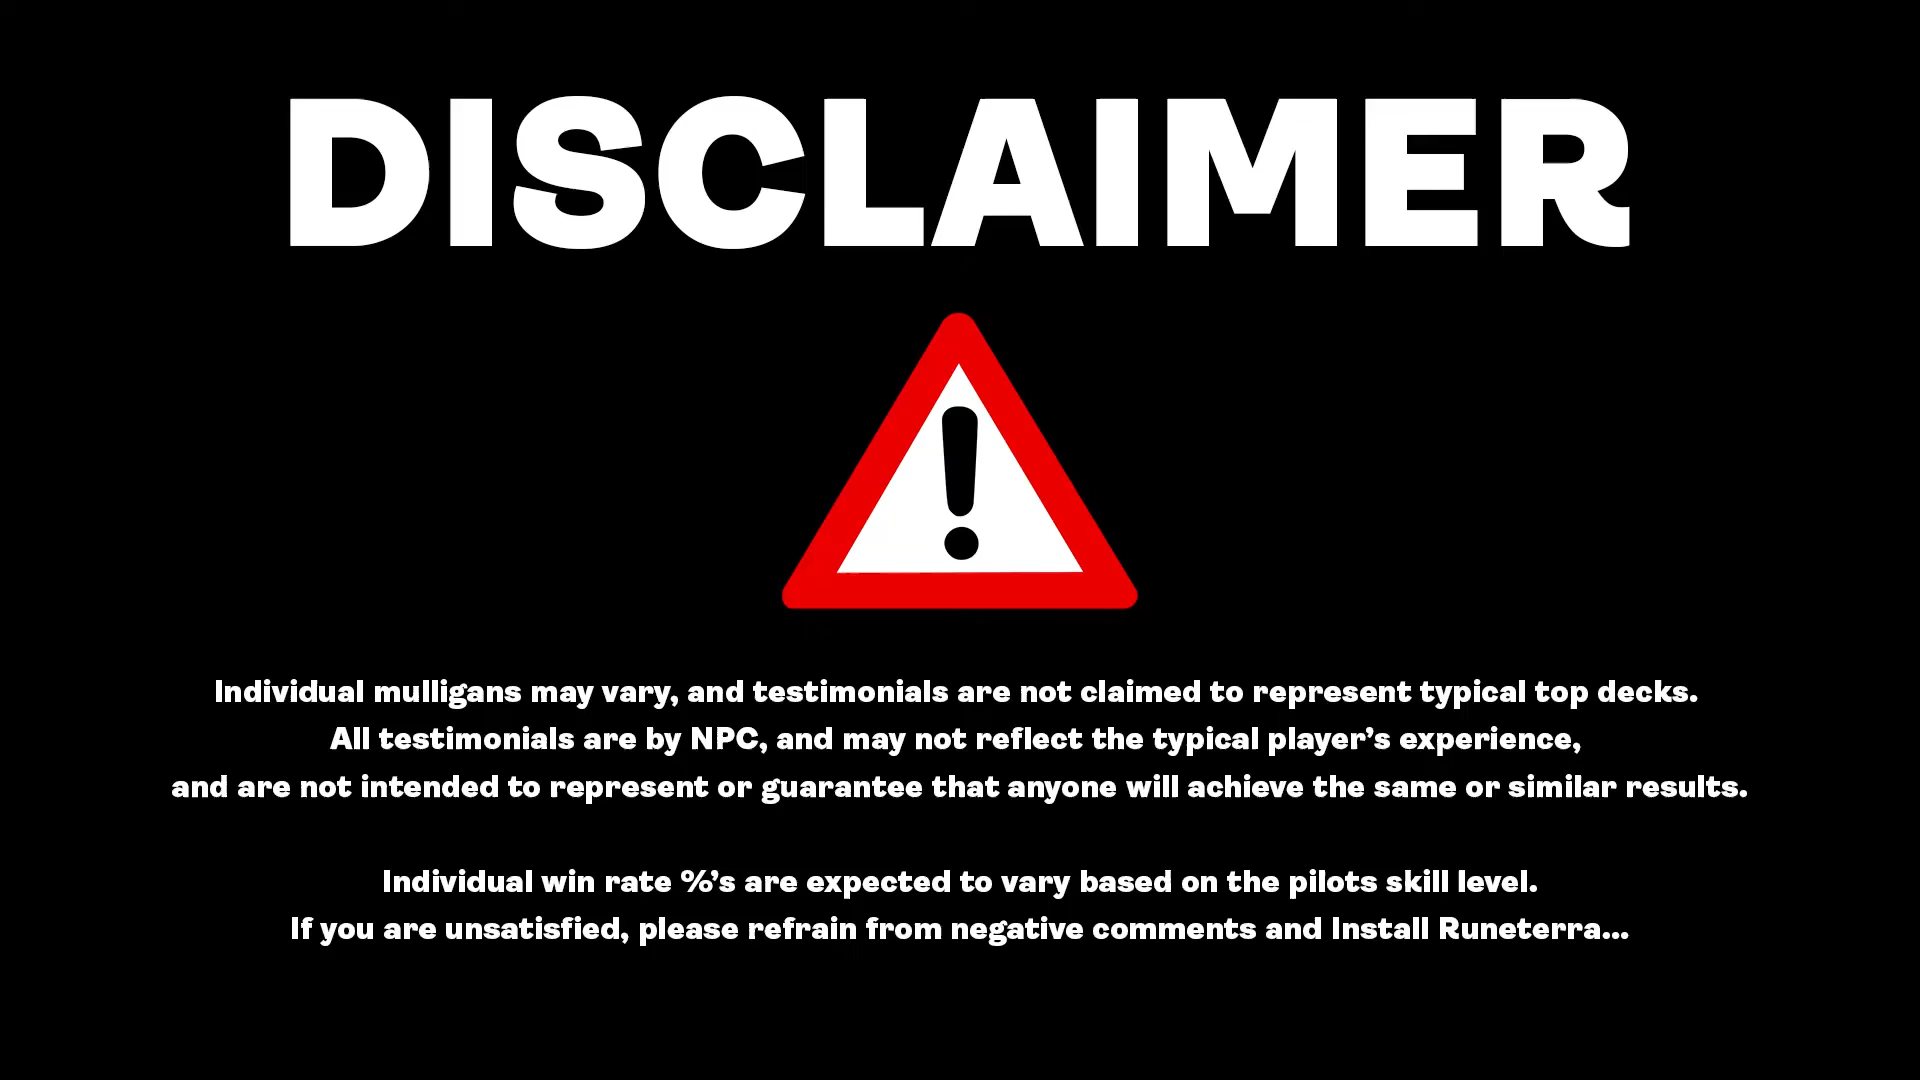 DISCLAIMER
Individual mulligans may vary, and testimonials are not claimed to represent typical top decks.
All testimonials are by NPC, and may not reflect the typical player’s experience,
and are not intended to represent or guarantee that anyone will achieve the same or similar results.
Individual win rate %’s are expected to vary based on the pilots skill level.
If you are unsatisfied, please refrain from negative comments and Install Runeterra...